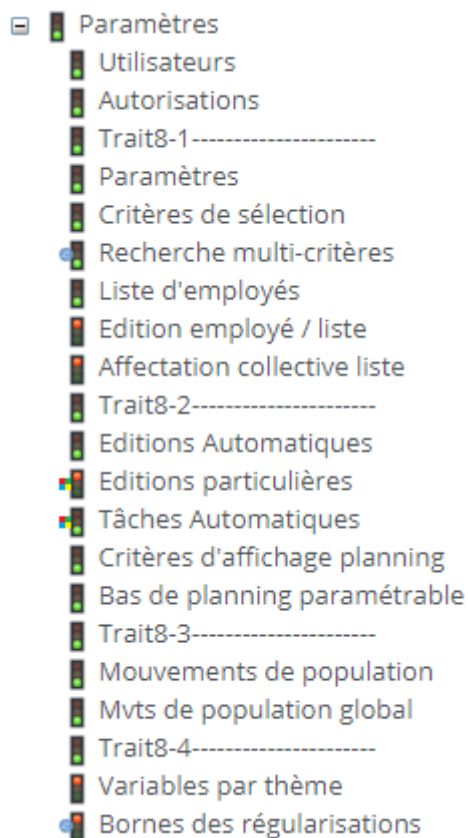 Paramètres
Utilisateurs
Autorisations
Trait8-1----------------------
Paramètres
Critères de sélection
Recherche multi-critères
Liste d'employés
Edition employé / liste
Affectation collective liste
Trait8-2----------------------
Editions Automatiques
Editions particulières
Tâches Automatiques
Critères d'affichage planning
Bas de planning paramétrable
Trait8-3----------------------
Mouvements de population
Mvts de population global
Trait8-4----------------------
Variables par thème
Bornes des régularisations